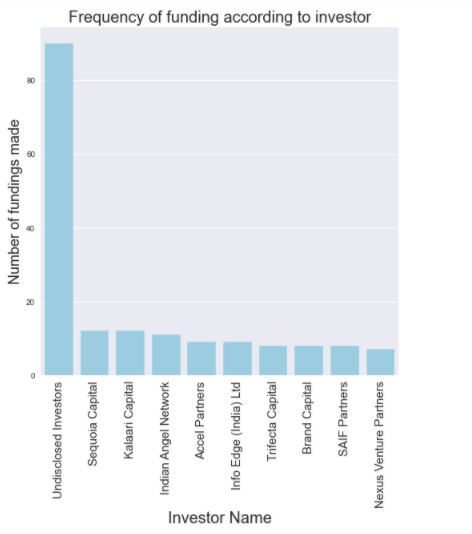 Frequency of funding according to investor
Number of fundings made
80
60
40
20
0
Undisclosed Investors
Sequoia Capital
Kalaari Capital
Indian Angel Network
Accel Partners
Info Edge (India) Ltd
Trifecta Capital
Brand Capital
SAIF Partners
Nexus Venture Partners
Investor Name